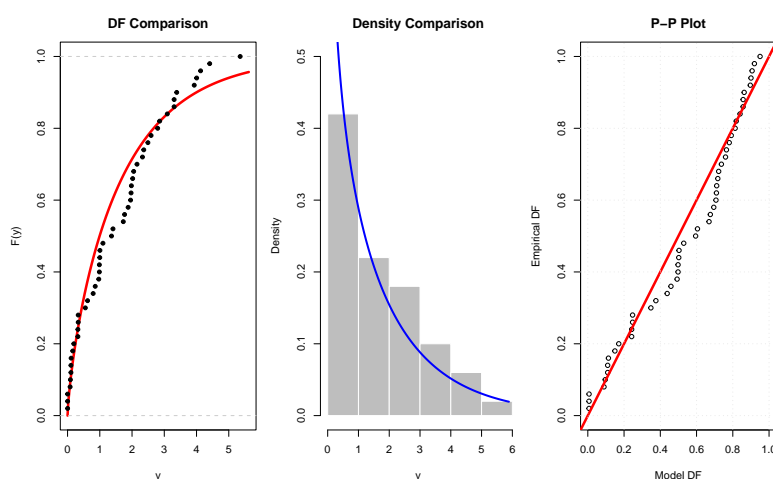 DF Comparison
F(y)
0.0 0.2 0.4 0.6 0.8 1.0
0 1 2 3 4 5
y
Density Comparison
Density
0.0 0.1 0.2 0.3 0.4 0.5
0 1 2 3 4 5 6
y
P−P Plot
Empirical DF
0.0 0.2 0.4 0.6 0.8 1.0
0.0 0.2 0.4 0.6 0.8 1.0
Model DF